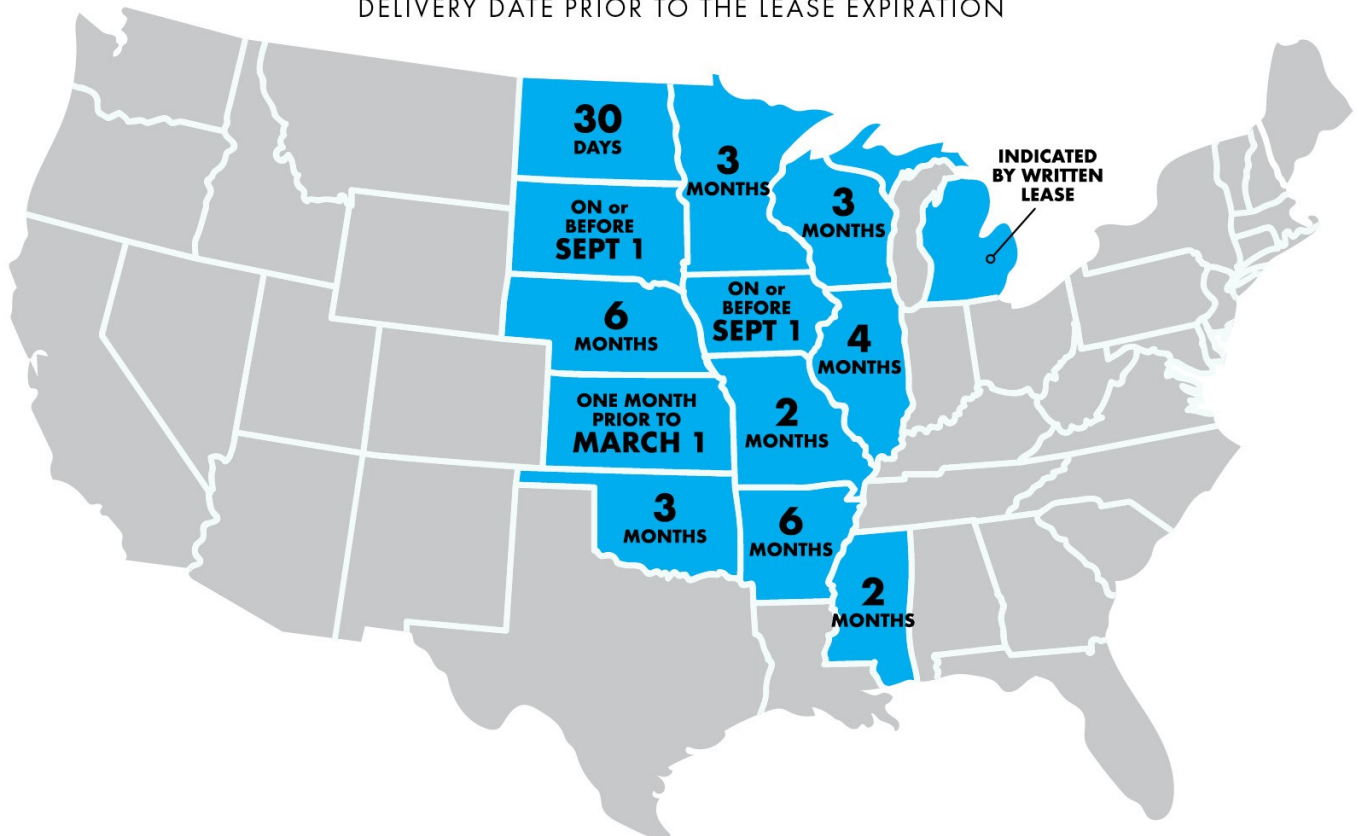 DELIVERY DATE PRIOR TO THE LEASE EXPIRATION
30
DAYS
3
MONTHS
INDICATED
BY WRITTEN
LEASE
3
MONTHS
ON or
BEFORE
SEPT 1
ON or
BEFORE
SEPT 1
6
MONTHS
4
MONTHS
ONE MONTH
PRIOR TO
MARCH 1
2
MONTHS
3
MONTHS
6
MONTHS
2
MONTHS